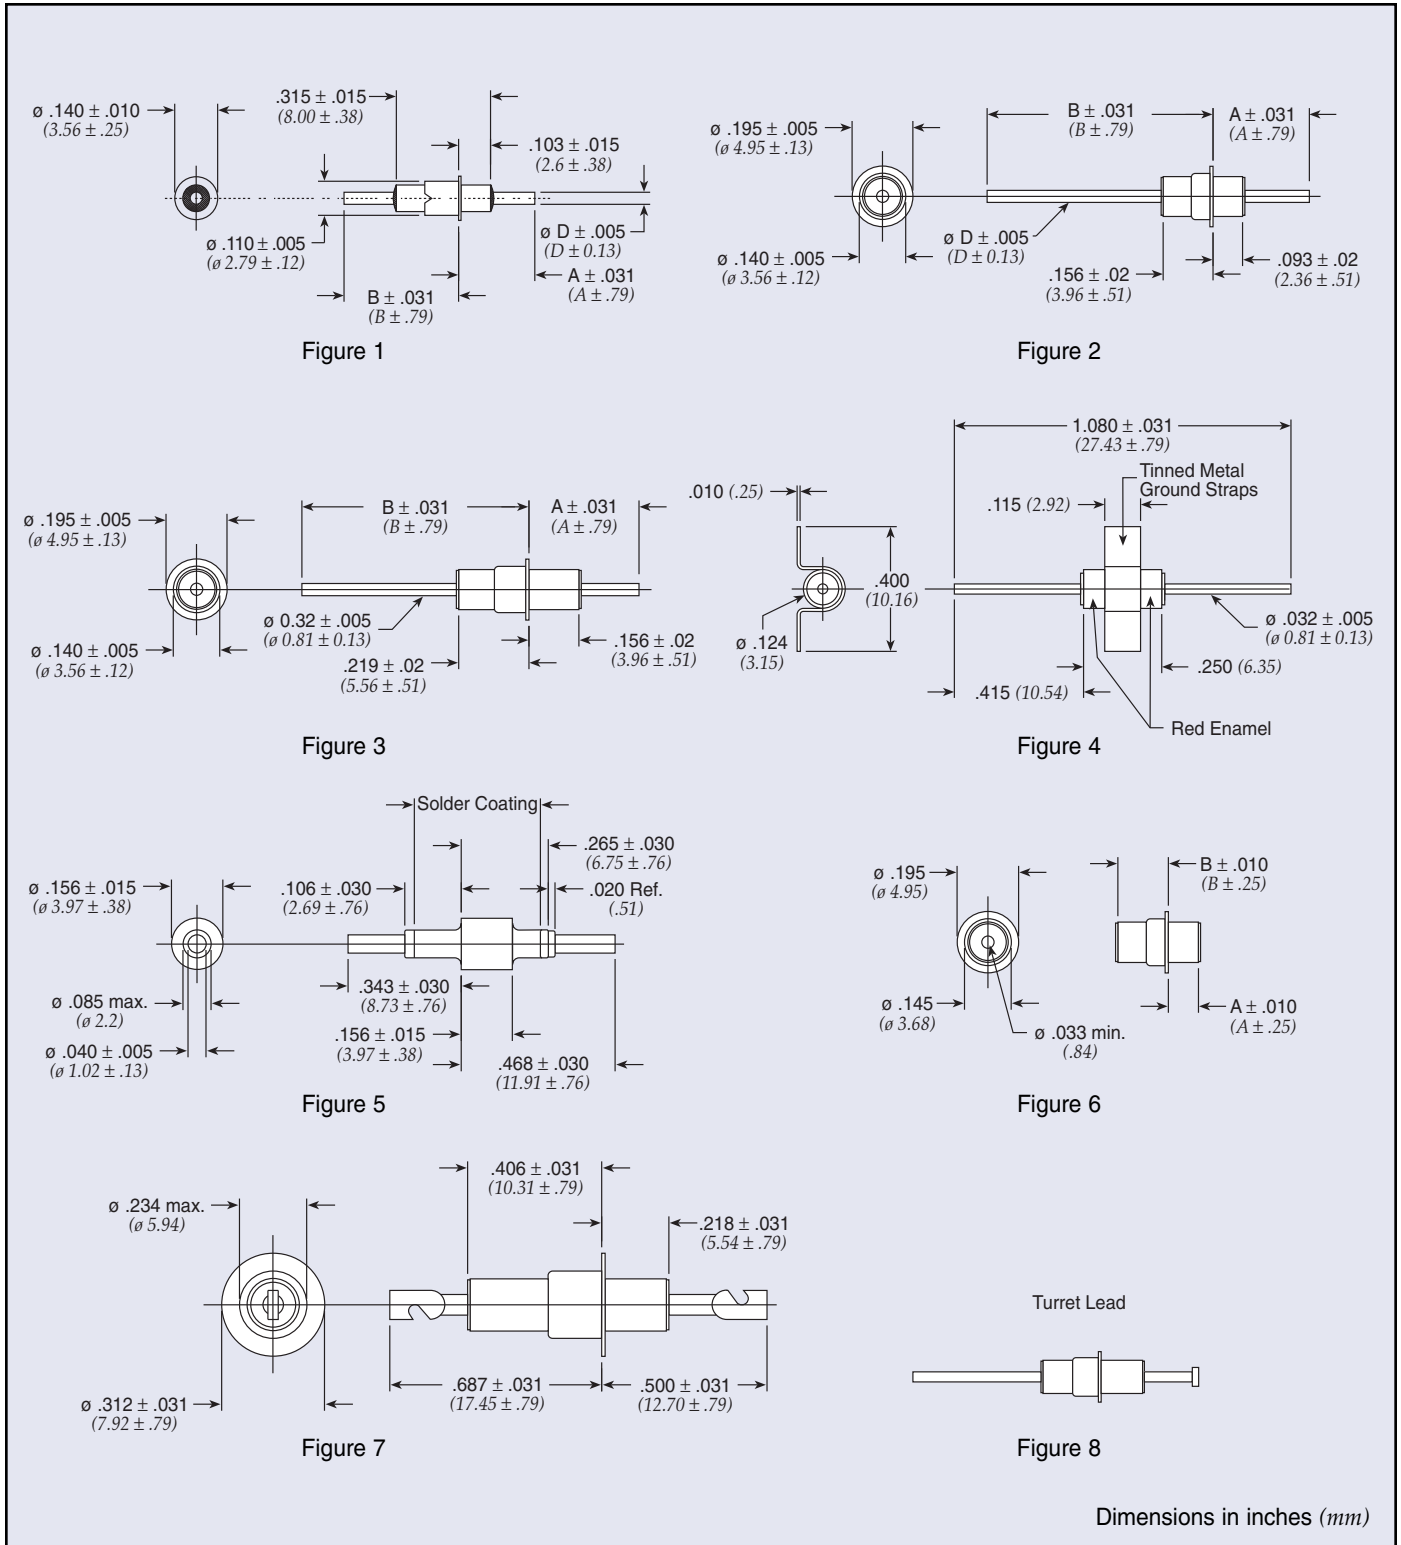 ø .140 ± .010
(3.56 ± .25)
.315 ± .015
(8.00 ± .38)
.103 ± .015
(2.6 ± .38)
ø .110 ± .005
(ø 2.79 ± .12)
ø D ± .005
(D ± 0.13)
A ± .031
(A ± .79)
B ± .031
(B ± .79)
Figure 1
ø .195 ± .005
(ø 4.95 ± .13)
B ± .031
(B ± .79)
A ± .031
(A ± .79)
ø .140 ± .005
(ø 3.56 ± .12)
ø D ± .005
(D ± 0.13)
.156 ± .02
(3.96 ± .51)
.093 ± .02
(2.36 ± .51)
Figure 2
ø .195 ± .005
(ø 4.95 ± .13)
B ± .031
(B ± .79)
A ± .031
(A ± .79)
ø 0.32 ± .005
(ø 0.81 ± 0.13)
ø .140 ± .005
(ø 3.56 ± .12)
.219 ± .02
(5.56 ± .51)
.156 ± .02
(3.96 ± .51)
Figure 3
1.080 ± .031
(27.43 ± .79)
Tinned Metal
Ground Straps
.010 (.25)
.115 (2.92)
.400
(10.16)
ø .124
(3.15)
ø .032 ± .005
(ø 0.81 ± 0.13)
.250 (6.35)
.415 (10.54)
Red Enamel
Figure 4
Solder Coating
.265 ± .030
(6.75 ± .76)
ø .156 ± .015
(ø 3.97 ± .38)
.106 ± .030
(2.69 ± .76)
.020 Ref.
(.51)
ø .085 max.
(ø 2.2)
.343 ± .030
(8.73 ± .76)
.156 ± .015
(3.97 ± .38)
ø .040 ± .005
(ø 1.02 ± .13)
.468 ± .030
(11.91 ± .76)
Figure 5
ø .195
(ø 4.95)
B ± .010
(B ± .25)
ø .145
(ø 3.68)
ø .033 min.
(.84)
A ± .010
(A ± .25)
Figure 6
.406 ± .031
(10.31 ± .79)
ø .234 max.
(ø 5.94)
.218 ± .031
(5.54 ± .79)
ø .312 ± .031
(7.92 ± .79)
.687 ± .031
(17.45 ± .79)
.500 ± .031
(12.70 ± .79)
Figure 7
Turret Lead
Figure 8
Dimensions in inches (mm)